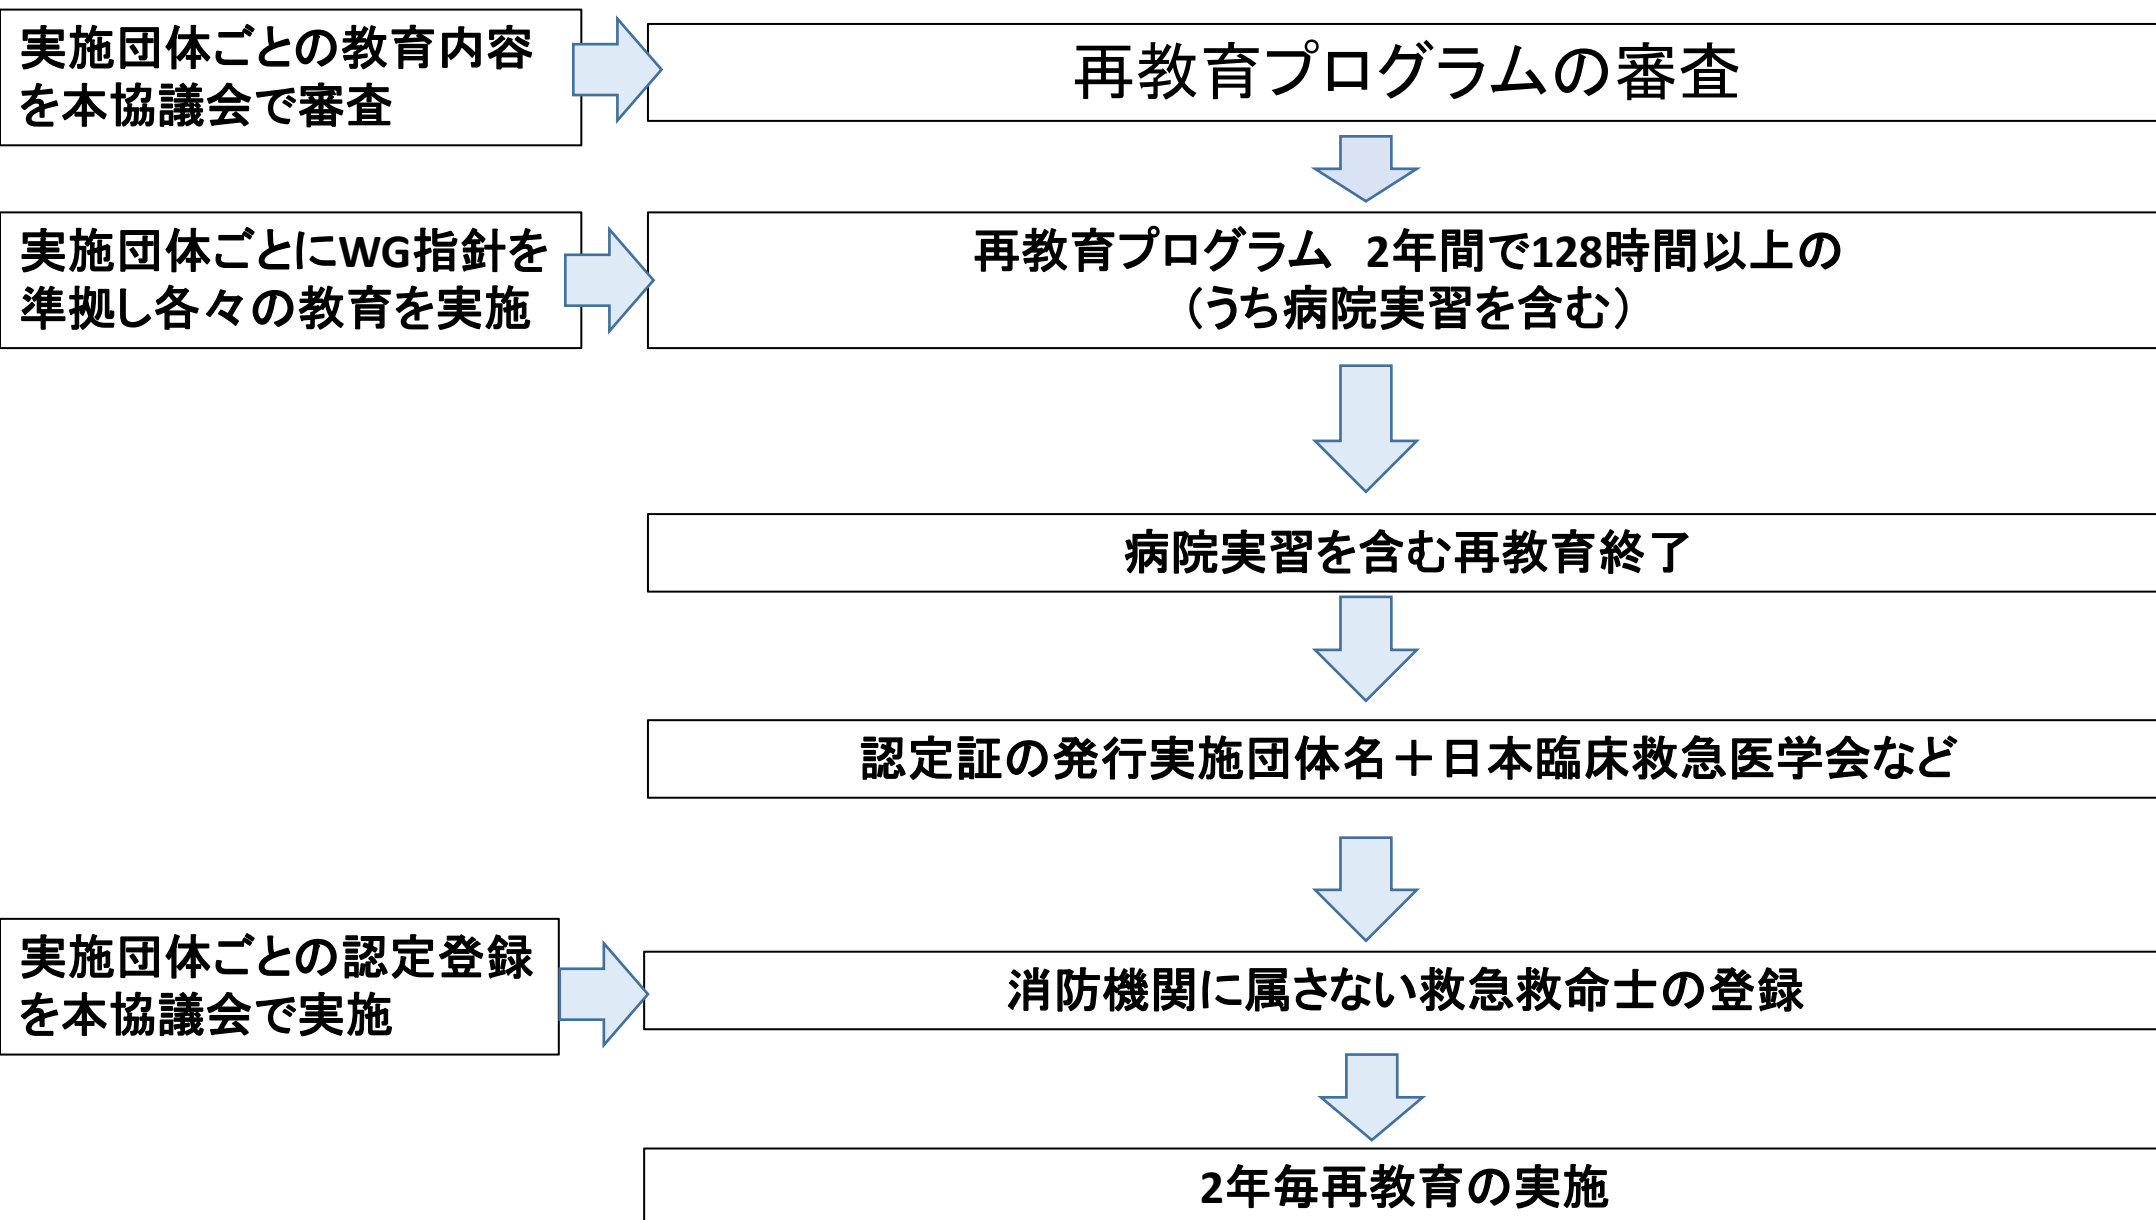 実施団体ごとの教育内容
を本協議会で審査
再教育プログラムの審査
実施団体ごとにWG指針を
準拠し各々の教育を実施
再教育プログラム　2年間で128時間以上の
（うち病院実習を含む）
病院実習を含む再教育終了
認定証の発行実施団体名＋日本臨床救急医学会など
実施団体ごとの認定登録
を本協議会で実施
消防機関に属さない救急救命士の登録
2年毎再教育の実施